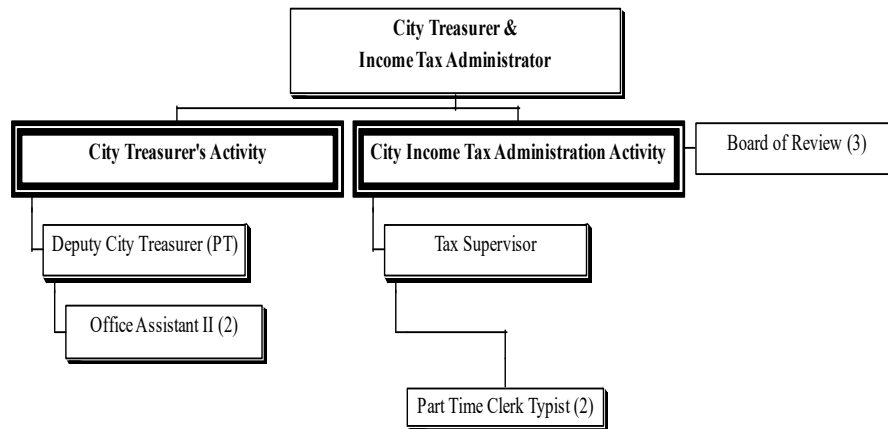 City Treasurer &
Income Tax Administrator
City Treasurer's Activity
City Income Tax Administration Activity
Board of Review (3)
Deputy City Treasurer (PT)
Tax Supervisor
Office Assistant II (2)
Part Time Clerk Typist (2)